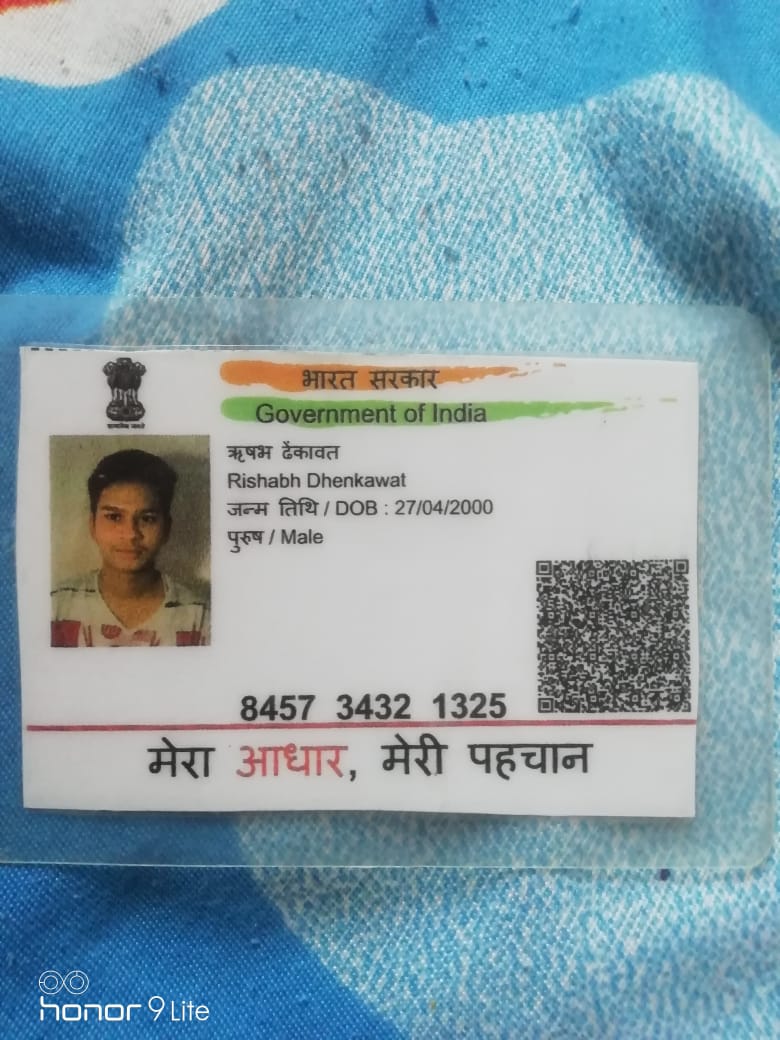 भारत सरकार
Government of India
ऋषभ ढेंकावत
Rishabh Dhenkawat
जन्म तिथि / DOB : 27/04/2000
पुरुष / Male
8457 3432 1325
मेरा आधार, मेरी पहचान
honor 9 Lite